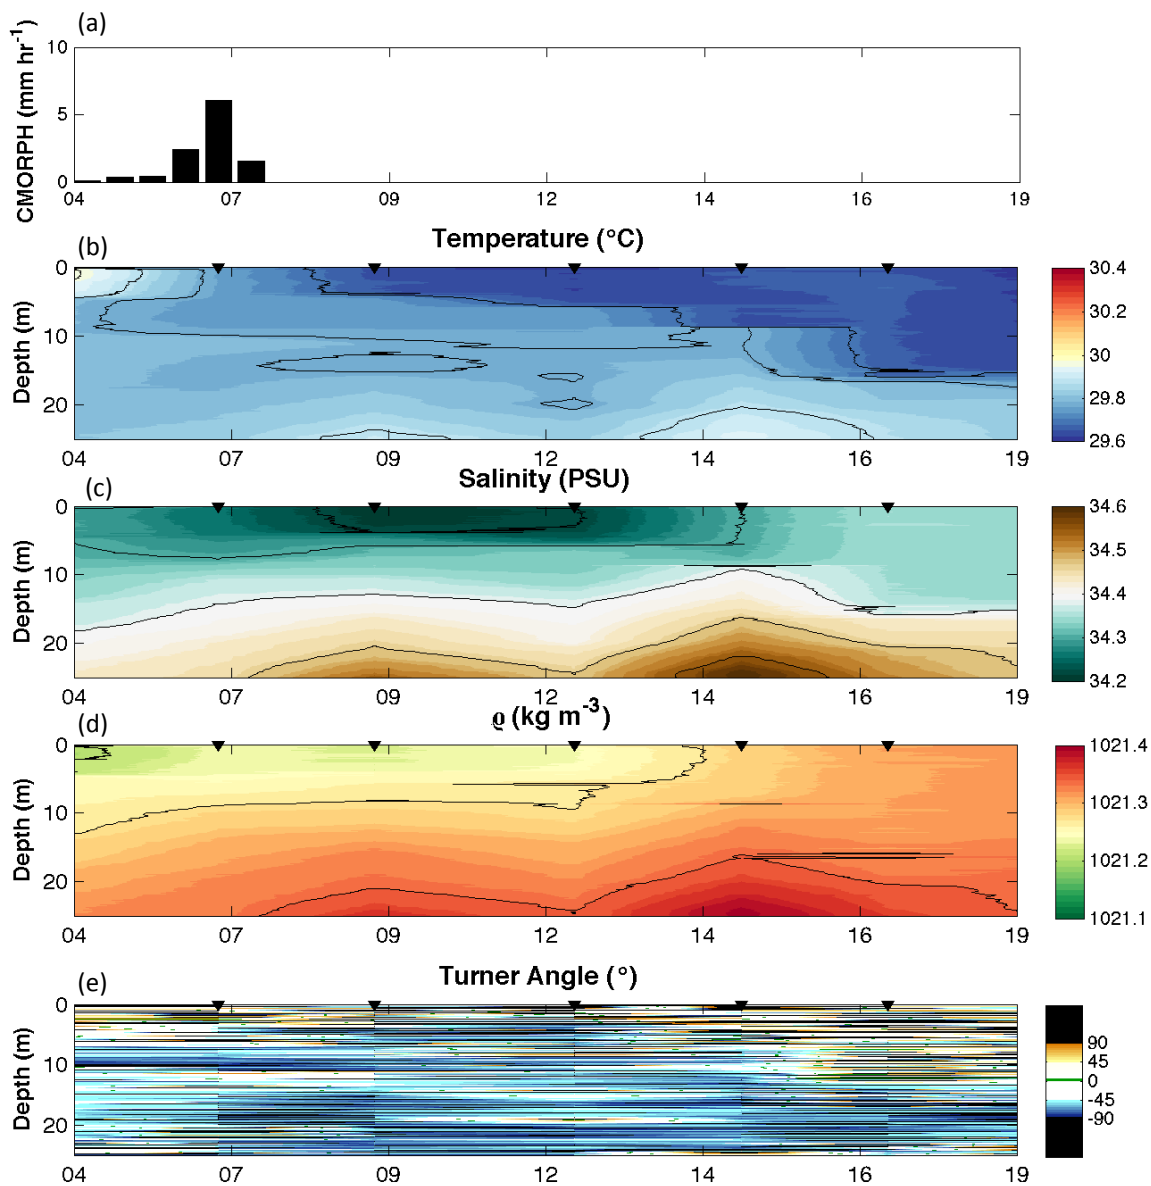 (a)
CMORPH (mm hr⁻¹)
10
5
0
04 07 09 12 14 16 19
(b)
Temperature (°C)
Depth (m)
0
10
20
04 07 09 12 14 16 19
30.4
30.2
30
29.8
29.6
(c)
Salinity (PSU)
Depth (m)
0
10
20
04 07 09 12 14 16 19
34.6
34.5
34.4
34.3
34.2
(d)
ϱ (kg m⁻³)
Depth (m)
0
10
20
04 07 09 12 14 16 19
1021.4
1021.3
1021.2
1021.1
(e)
Turner Angle (°)
Depth (m)
0
10
20
04 07 09 12 14 16 19
90
45
0
-45
-90